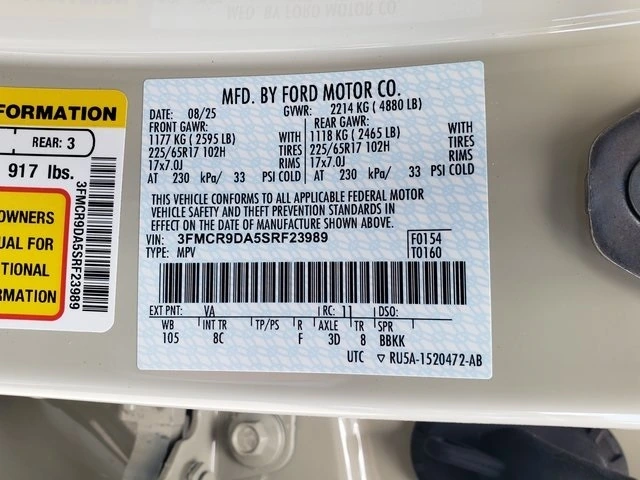 MFD. BY FORD MOTOR CO.
MFD. BY FORD MOTOR CO.
DATE: 08/25 GVWR: 2214 KG ( 4880 LB)
FRONT GAWR: REAR GAWR:
1177 KG ( 2595 LB) WITH 1118 KG ( 2465 LB) WITH
225/65R17 102H TIRES 225/65R17 102H TIRES
17x7.0J RIMS 17x7.0J RIMS
AT 230 kPa/ 33 PSI COLD AT 230 kPa/ 33 PSI COLD
THIS VEHICLE CONFORMS TO ALL APPLICABLE FEDERAL MOTOR
VEHICLE SAFETY AND THEFT PREVENTION STANDARDS IN
EFFECT ON THE DATE OF MANUFACTURE SHOWN ABOVE.
VIN: 3FMCR9DA5SRF23989 F0154
TYPE: MPV T0160
EXT PNT: VA RC: 11 DSO:
WB INT TR TP/PS R AXLE TR SPR
105 8C F 3D 8 BBKK
UTC ▽ RU5A-1520472-AB
FORMATION
REAR: 3
917 lbs.
OWNERS
UAL FOR
TIONAL
RMATION
3FMCR9DA5SRF23989